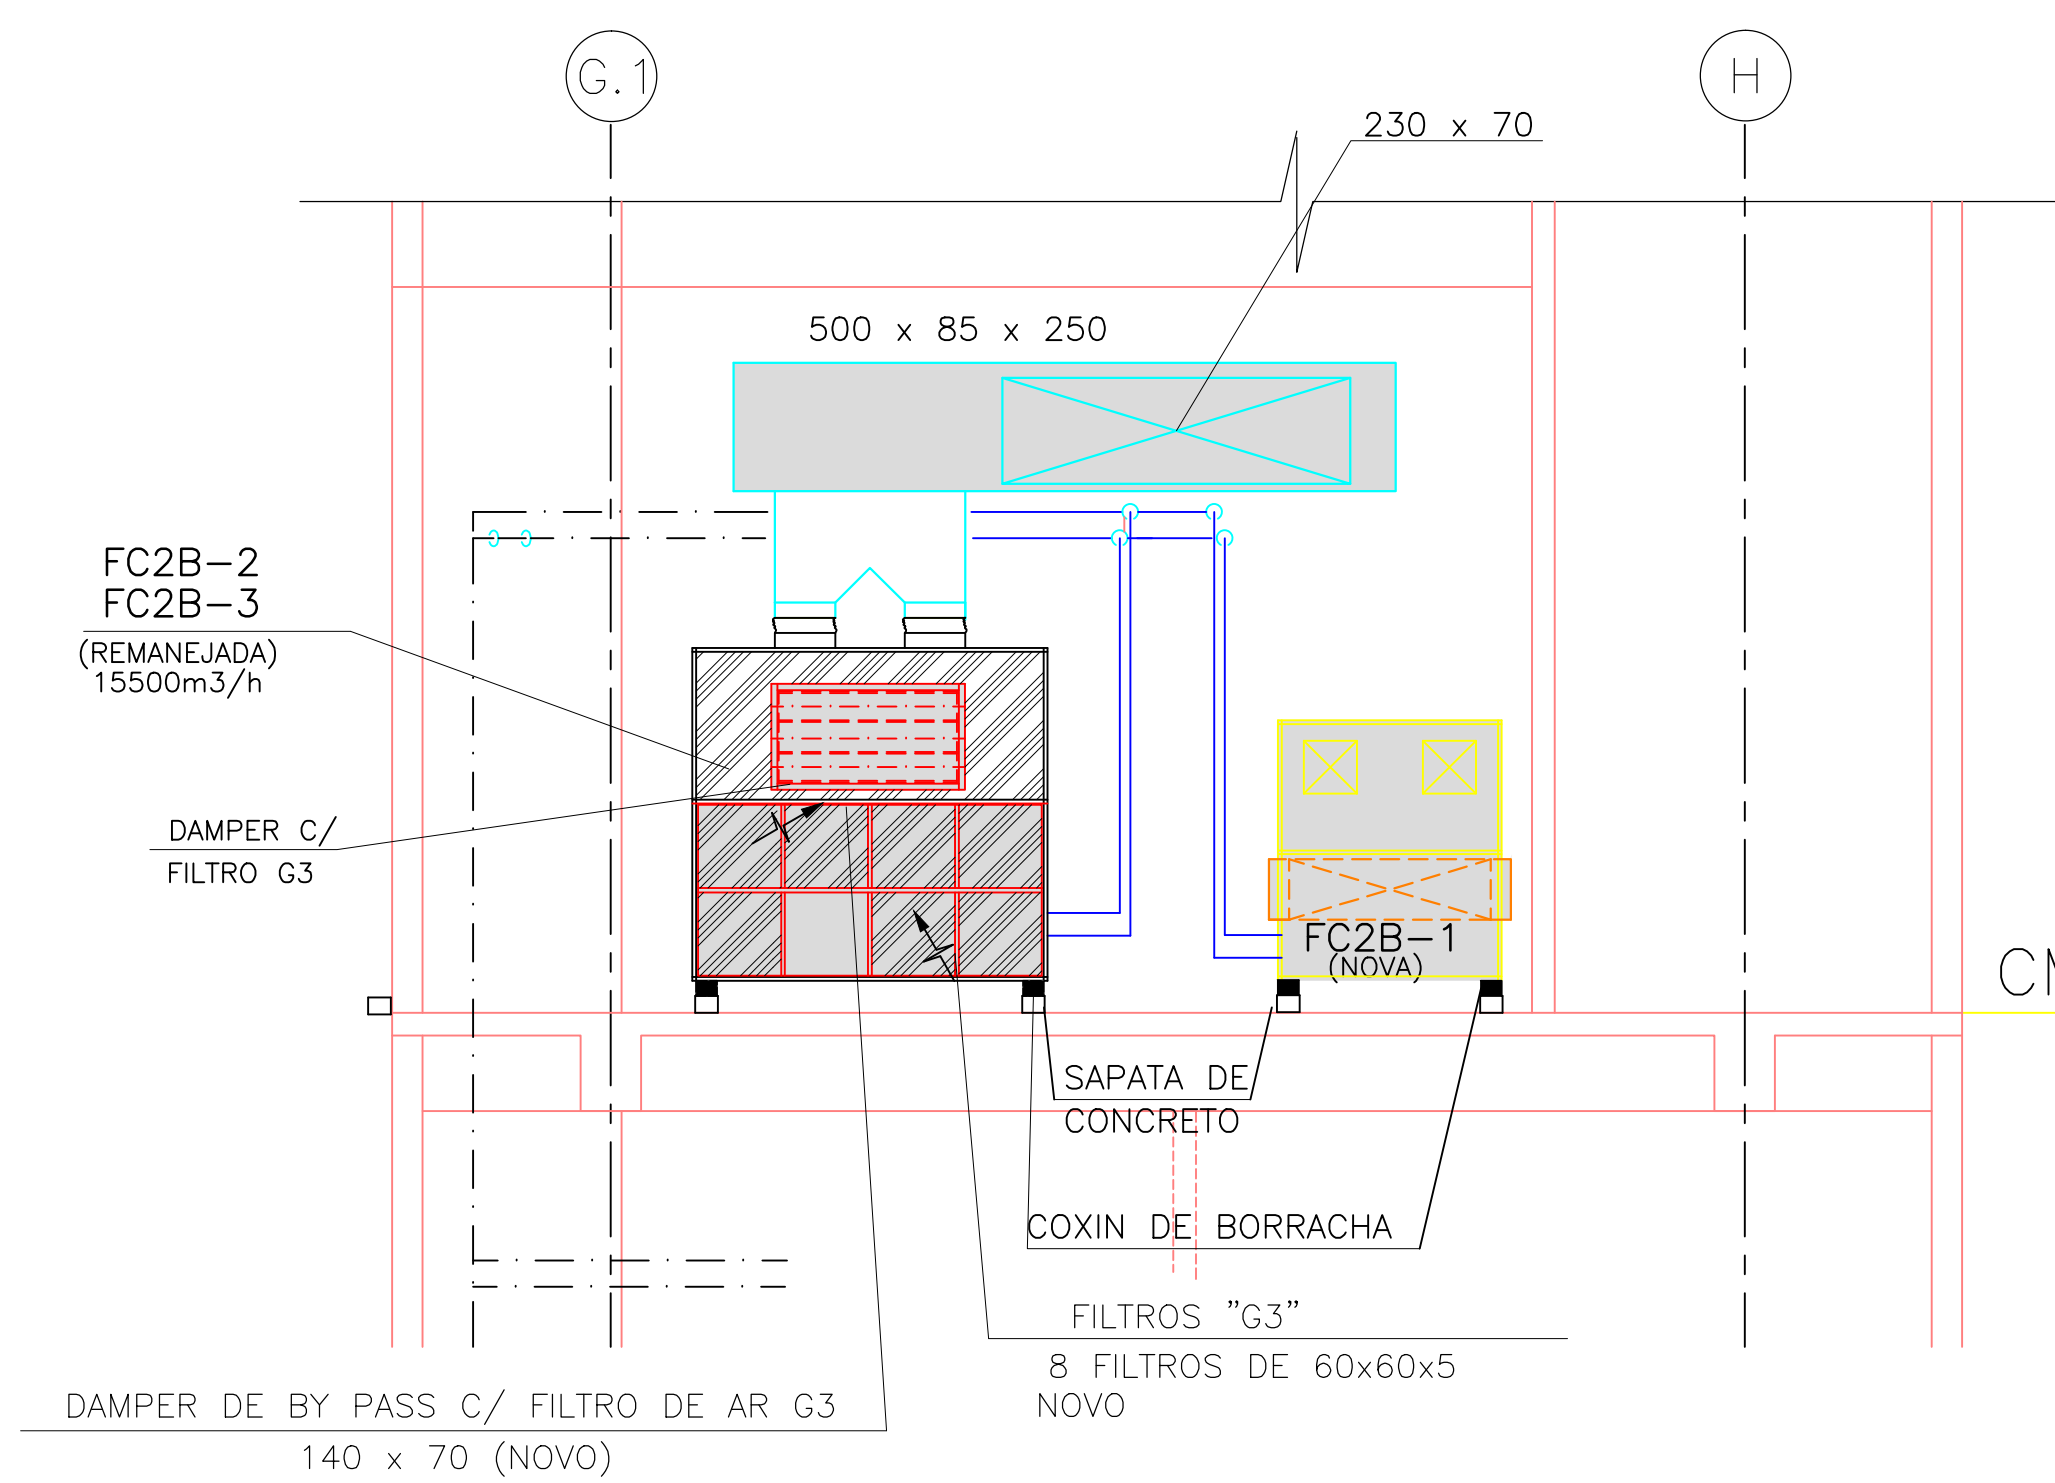 G.1
H
230 x 70
500 x 85 x 250
FC2B-2
FC2B-3
(REMANEJADA)
15500m3/h
DAMPER C/
FILTRO G3
FC2B-1
(NOVA)
SAPATA DE
CONCRETO
COXIN DE BORRACHA
FILTROS "G3"
8 FILTROS DE 60x60x5
NOVO
DAMPER DE BY PASS C/ FILTRO DE AR G3
140 x 70 (NOVO)